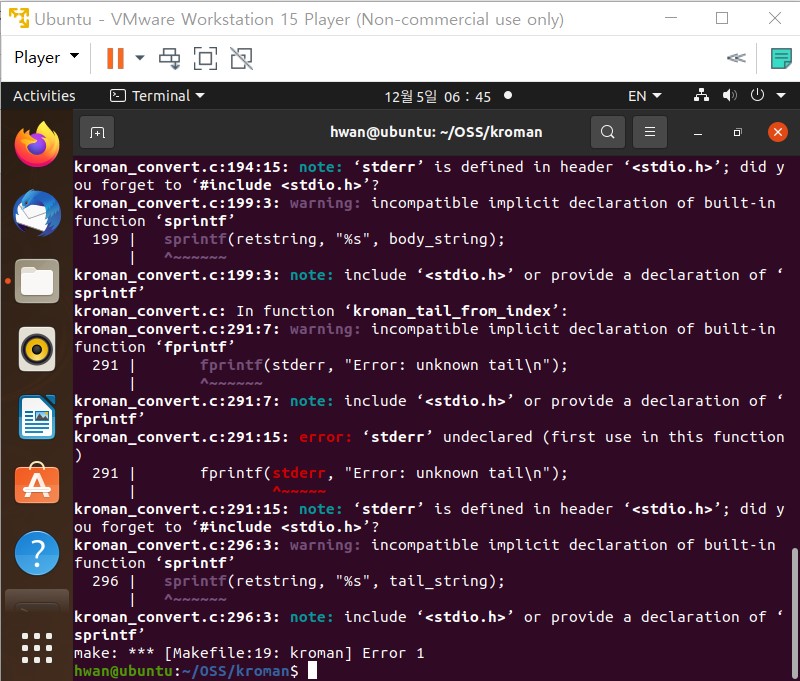 Ubuntu - VMware Workstation 15 Player (Non-commercial use only)
Player
Activities
Terminal
12월 5일 06 : 45
EN
hwan@ubuntu: ~/OSS/kroman
kroman_convert.c:194:15: note: ‘stderr’ is defined in header ‘<stdio.h>’; did y
ou forget to ‘#include <stdio.h>’?
kroman_convert.c:199:3: warning: incompatible implicit declaration of built-in
function ‘sprintf’
199 |   sprintf(retstring, "%s", body_string);
|   ^~~~~~~
kroman_convert.c:199:3: note: include ‘<stdio.h>’ or provide a declaration of ‘
sprintf’
kroman_convert.c: In function ‘kroman_tail_from_index’:
kroman_convert.c:291:7: warning: incompatible implicit declaration of built-in
function ‘fprintf’
291 |       fprintf(stderr, "Error: unknown tail\n");
|       ^~~~~~~
kroman_convert.c:291:7: note: include ‘<stdio.h>’ or provide a declaration of ‘
fprintf’
kroman_convert.c:291:15: error: ‘stderr’ undeclared (first use in this function
)
291 |       fprintf(stderr, "Error: unknown tail\n");
|               ^~~~~~
kroman_convert.c:291:15: note: ‘stderr’ is defined in header ‘<stdio.h>’; did y
ou forget to ‘#include <stdio.h>’?
kroman_convert.c:296:3: warning: incompatible implicit declaration of built-in
function ‘sprintf’
296 |   sprintf(retstring, "%s", tail_string);
|   ^~~~~~~
kroman_convert.c:296:3: note: include ‘<stdio.h>’ or provide a declaration of ‘
sprintf’
make: *** [Makefile:19: kroman] Error 1
hwan@ubuntu:~/OSS/kroman$